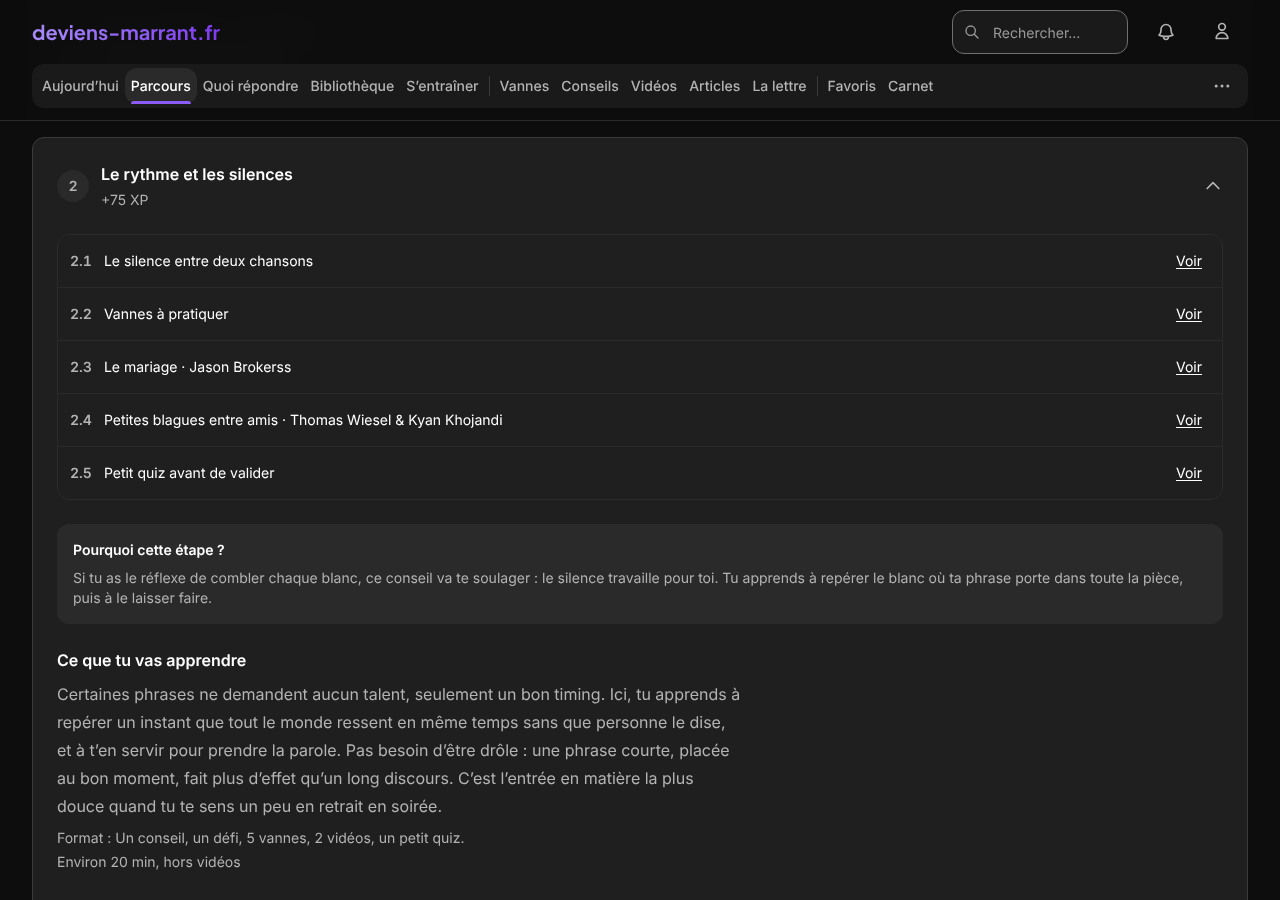 deviens-marrant.fr
Rechercher...
Aujourd’hui Parcours Quoi répondre Bibliothèque S’entraîner Vannes Conseils Vidéos Articles La lettre Favoris Carnet
2
Le rythme et les silences
+75 XP
2.1 Le silence entre deux chansons Voir
2.2 Vannes à pratiquer Voir
2.3 Le mariage · Jason Brokerss Voir
2.4 Petites blagues entre amis · Thomas Wiesel & Kyan Khojandi Voir
2.5 Petit quiz avant de valider Voir
Pourquoi cette étape ?
Si tu as le réflexe de combler chaque blanc, ce conseil va te soulager : le silence travaille pour toi. Tu apprends à repérer le blanc où ta phrase porte dans toute la pièce,
puis à le laisser faire.
Ce que tu vas apprendre
Certaines phrases ne demandent aucun talent, seulement un bon timing. Ici, tu apprends à
repérer un instant que tout le monde ressent en même temps sans que personne le dise,
et à t’en servir pour prendre la parole. Pas besoin d’être drôle : une phrase courte, placée
au bon moment, fait plus d’effet qu’un long discours. C’est l’entrée en matière la plus
douce quand tu te sens un peu en retrait en soirée.
Format : Un conseil, un défi, 5 vannes, 2 vidéos, un petit quiz.
Environ 20 min, hors vidéos